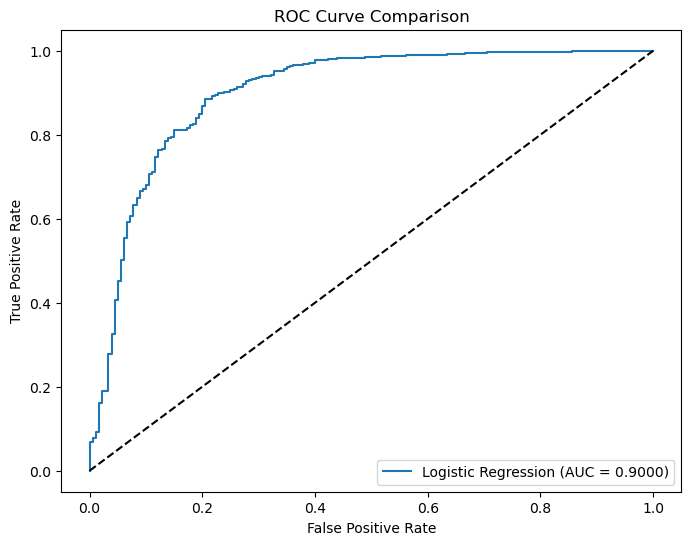 ROC Curve Comparison
True Positive Rate
1.0
0.8
0.6
0.4
0.2
0.0
Logistic Regression (AUC = 0.9000)
0.0 0.2 0.4 0.6 0.8 1.0
False Positive Rate